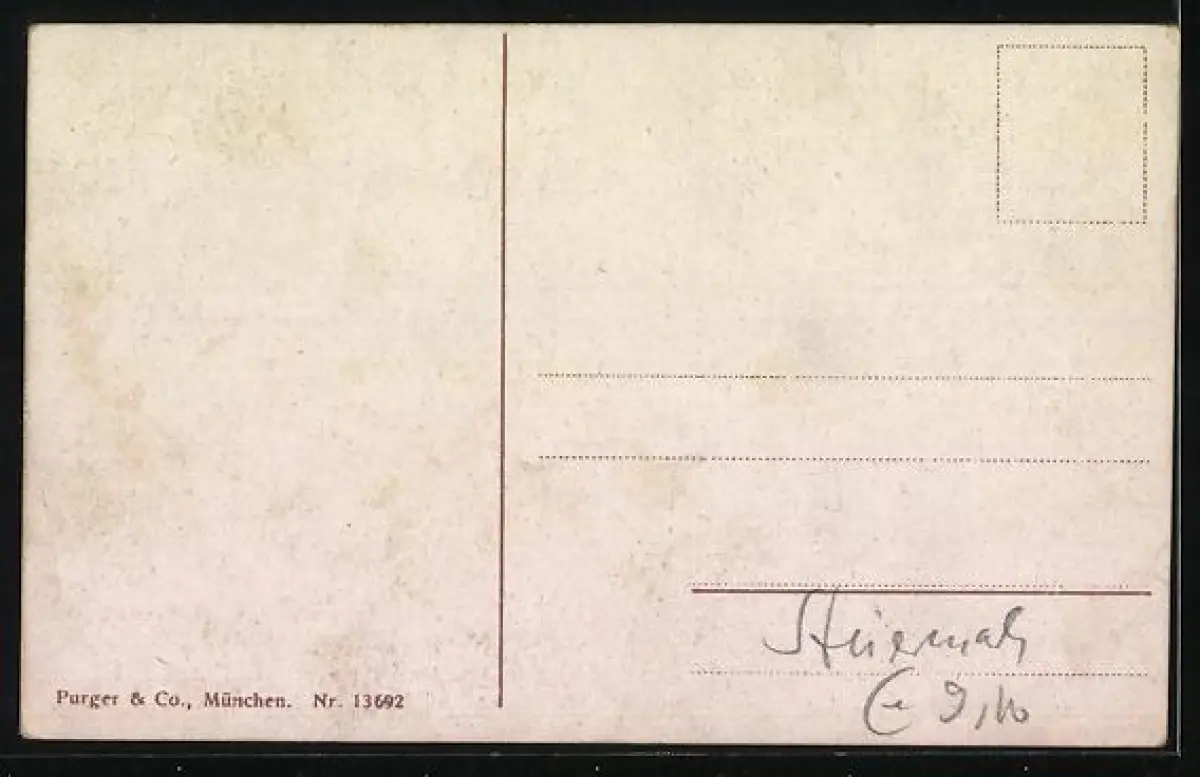 Purger & Co., München. Nr. 13692
Steiermark